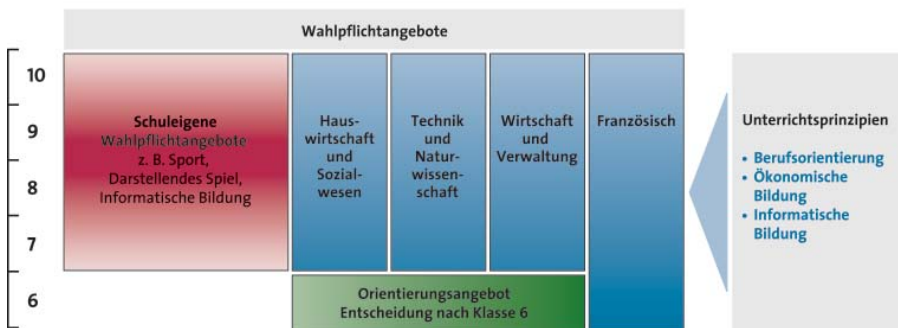 Wahlpflichtangebote
10
9
8
7
6
Schuleigene
Wahlpflichtangebote
z. B. Sport,
Darstellendes Spiel,
Informatische Bildung
Haus-
wirtschaft
und
Sozial-
wesen
Technik
und
Natur-
wissen-
schaft
Wirtschaft
und
Verwaltung
Französisch
Orientierungsangebot
Entscheidung nach Klasse 6
Unterrichtsprinzipien
• Berufsorientierung
• Ökonomische
Bildung
• Informatische
Bildung